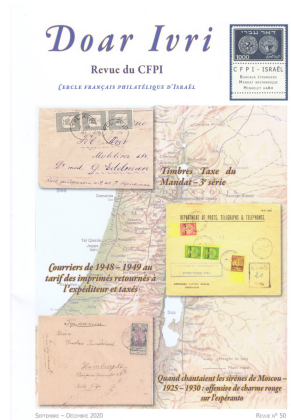 Doar Ivri
Revue du CFPI
Cercle français philatélique d'Israël
1000
CFPI - ISRAËL
Timbres Taxe du
Mandat – 3e série
DEPARTMENT OF POSTS, TELEGRAPHS & TELEPHONES.
Courriers de 1948 – 1949 au
tarif des imprimés retournés à
l'expéditeur et taxés
Quand chantaient les sirènes de Moscou –
1925 – 1930 : offensive de charme rouge
sur l'espéranto
Septembre – Décembre 2020
Revue n° 50